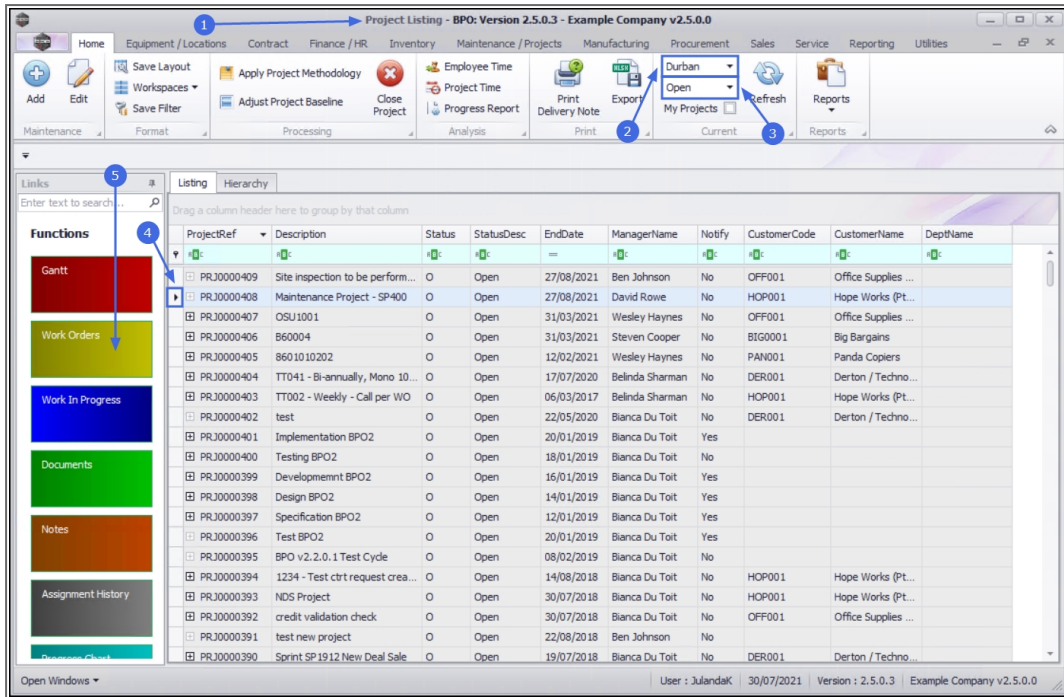 Project Listing - BPO: Version 2.5.0.3 - Example Company v2.5.0.0
1
Home Equipment / Locations Contract Finance / HR Inventory Maintenance / Projects Manufacturing Procurement Sales Service Reporting Utilities
Add Edit Save Layout Workspaces Save Filter Apply Project Methodology Adjust Project Baseline Close Project Employee Time Project Time Progress Report Print Delivery Note Export Durban Open My Projects Refresh Reports
2 3
Maintenance Format Processing Analysis Print Current Reports
Links 5 Listing Hierarchy
Enter text to search... Drag a column header here to group by that column
Functions 4 ProjectRef Description Status StatusDesc EndDate ManagerName Notify CustomerCode CustomerName DeptName
PRJ0000409 Site inspection to be perform... O Open 27/08/2021 Ben Johnson No OFF001 Office Supplies ...
Gantt
PRJ0000408 Maintenance Project - SP400 O Open 27/08/2021 David Rowe No HOP001 Hope Works (Pt...
PRJ0000407 OSU1001 O Open 31/03/2021 Wesley Haynes No OFF001 Office Supplies ...
Work Orders
PRJ0000406 B60004 O Open 31/03/2021 Steven Cooper No BIG0001 Big Bargains
PRJ0000405 8601010202 O Open 12/02/2021 Wesley Haynes No PAN001 Panda Copiers
PRJ0000404 TT041 - Bi-annually, Mono 10... O Open 17/07/2020 Belinda Sharman No DER001 Derton / Techno...
Work In Progress
PRJ0000403 TT002 - Weekly - Call per WO O Open 06/03/2017 Belinda Sharman No HOP001 Hope Works (Pt...
PRJ0000402 test O Open 22/05/2020 Bianca Du Toit No DER001 Derton / Techno...
PRJ0000401 Implementation BPO2 O Open 20/01/2019 Bianca Du Toit Yes
PRJ0000400 Testing BPO2 O Open 18/01/2019 Bianca Du Toit No
Documents
PRJ0000399 Developmemnt BPO2 O Open 16/01/2019 Bianca Du Toit Yes
PRJ0000398 Design BPO2 O Open 14/01/2019 Bianca Du Toit Yes
PRJ0000397 Specification BPO2 O Open 12/01/2019 Bianca Du Toit Yes
Notes
PRJ0000396 Test BPO2 O Open 20/01/2019 Bianca Du Toit Yes
PRJ0000395 BPO v2.2.0.1 Test Cycle O Open 08/02/2019 Bianca Du Toit No
PRJ0000394 1234 - Test ctrt request crea... O Open 14/08/2018 Bianca Du Toit No HOP001 Hope Works (Pt...
Assignment History
PRJ0000393 NDS Project O Open 30/07/2018 Bianca Du Toit No HOP001 Hope Works (Pt...
PRJ0000392 credit validation check O Open 30/07/2018 Bianca Du Toit No OFF001 Office Supplies ...
PRJ0000391 test new project O Open 22/08/2018 Ben Johnson No
Progress Chart
PRJ0000390 Sprint SP1912 New Deal Sale O Open 19/07/2018 Bianca Du Toit No DER001 Derton / Techno...
Open Windows User : JulandaK 30/07/2021 Version : 2.5.0.3 Example Company v2.5.0.0